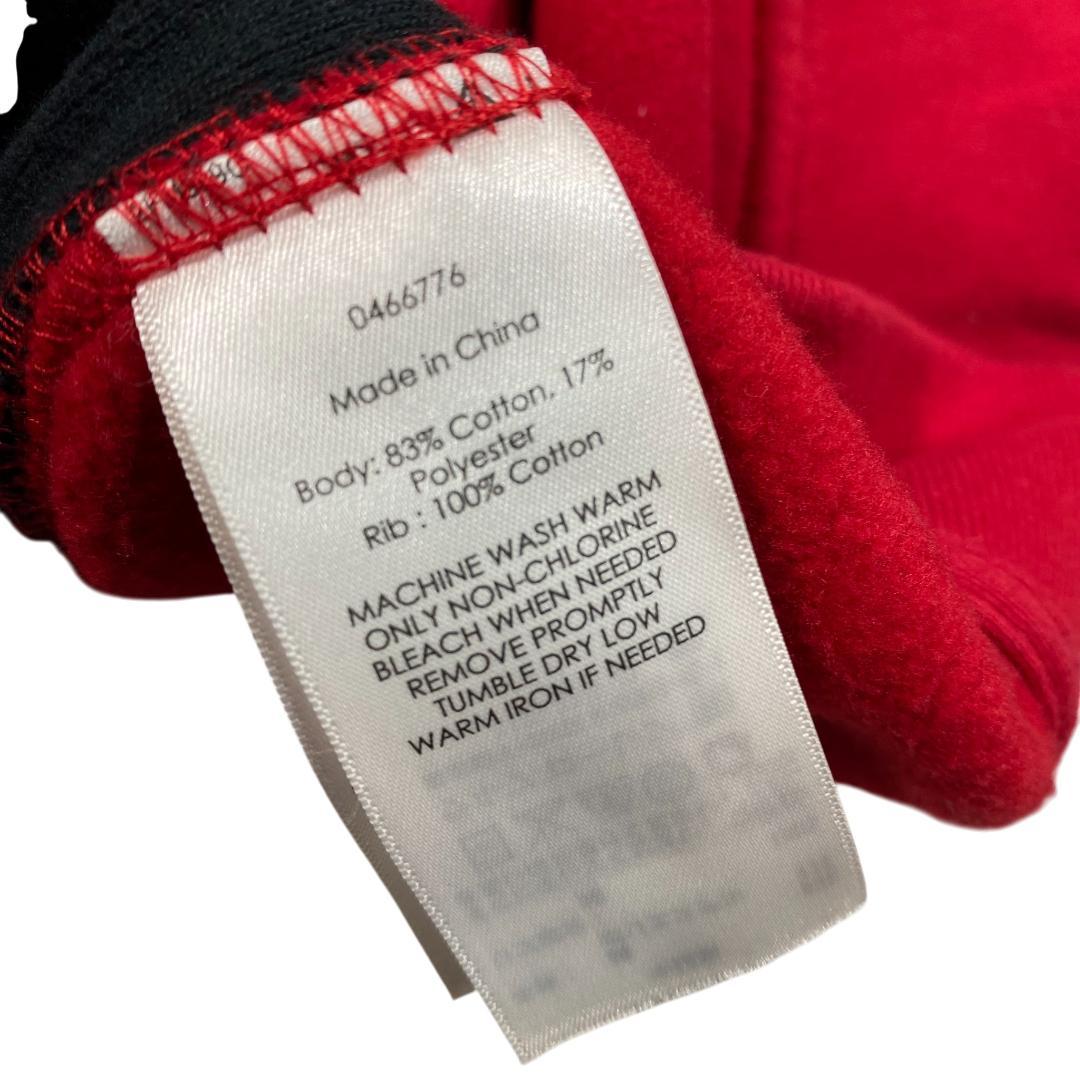 0466776
Made in China
Body: 83% Cotton, 17%
Polyester
Rib : 100% Cotton
MACHINE WASH WARM
ONLY NON-CHLORINE
BLEACH WHEN NEEDED
REMOVE PROMPTLY
TUMBLE DRY LOW
WARM IRON IF NEEDED